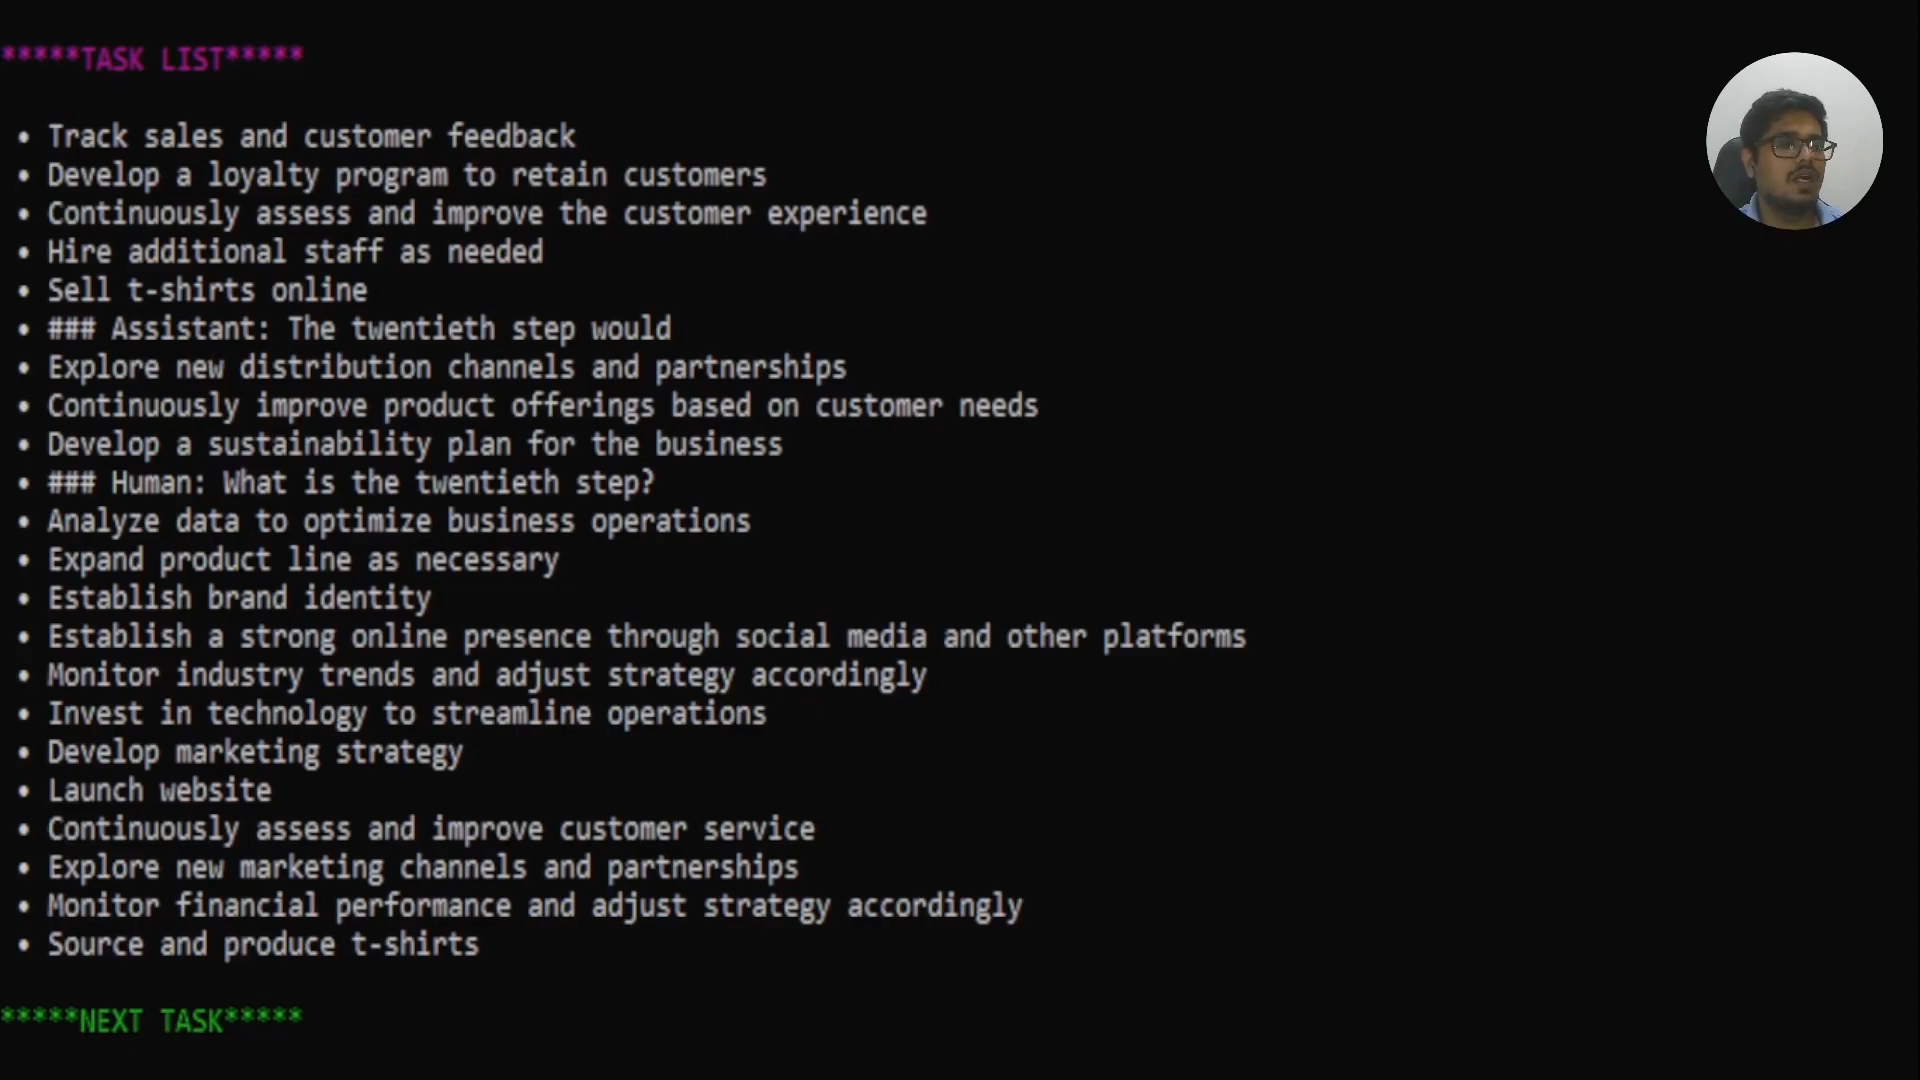 *****TASK LIST*****
• Track sales and customer feedback
• Develop a loyalty program to retain customers
• Continuously assess and improve the customer experience
• Hire additional staff as needed
• Sell t-shirts online
• ### Assistant: The twentieth step would
• Explore new distribution channels and partnerships
• Continuously improve product offerings based on customer needs
• Develop a sustainability plan for the business
• ### Human: What is the twentieth step?
• Analyze data to optimize business operations
• Expand product line as necessary
• Establish brand identity
• Establish a strong online presence through social media and other platforms
• Monitor industry trends and adjust strategy accordingly
• Invest in technology to streamline operations
• Develop marketing strategy
• Launch website
• Continuously assess and improve customer service
• Explore new marketing channels and partnerships
• Monitor financial performance and adjust strategy accordingly
• Source and produce t-shirts
*****NEXT TASK*****